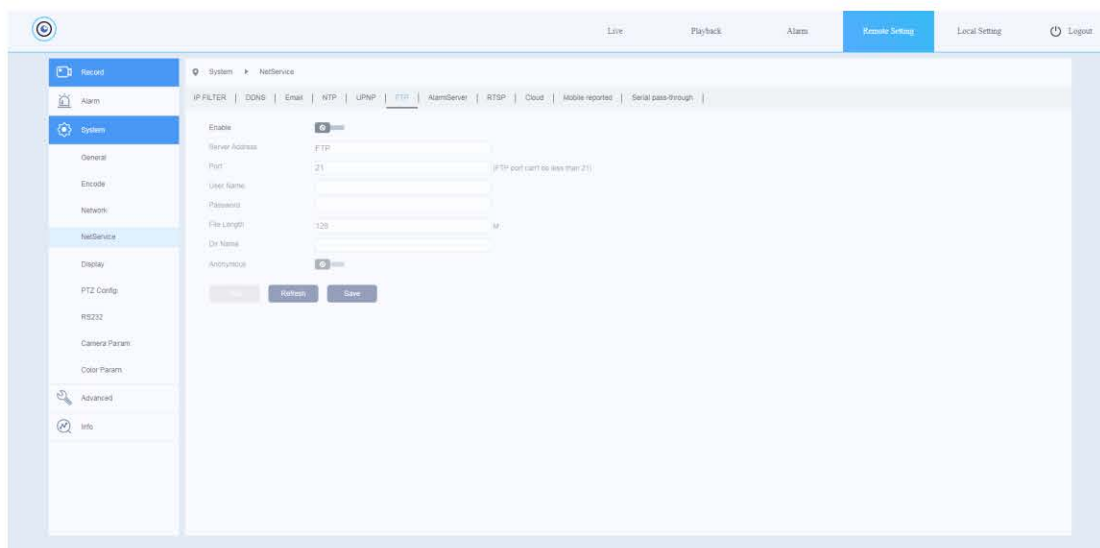 Live Playback Alarm Remote Setting Local Setting Logout
Record
System NetService
Alarm
IP FILTER | DDNS | Email | NTP | UPNP | FTP | AlarmServer | RTSP | Cloud | Mobile reported | Serial pass-through |
System
Enable
Server Address FTP
General
Port 21 (FTP port can't be less than 21)
Encode
User Name
Password
Network
File Length 128 M
NetService
Dir Name
Display
Anonymous
PTZ Config
Refresh Save
RS232
Camera Param
Color Param
Advanced
Info